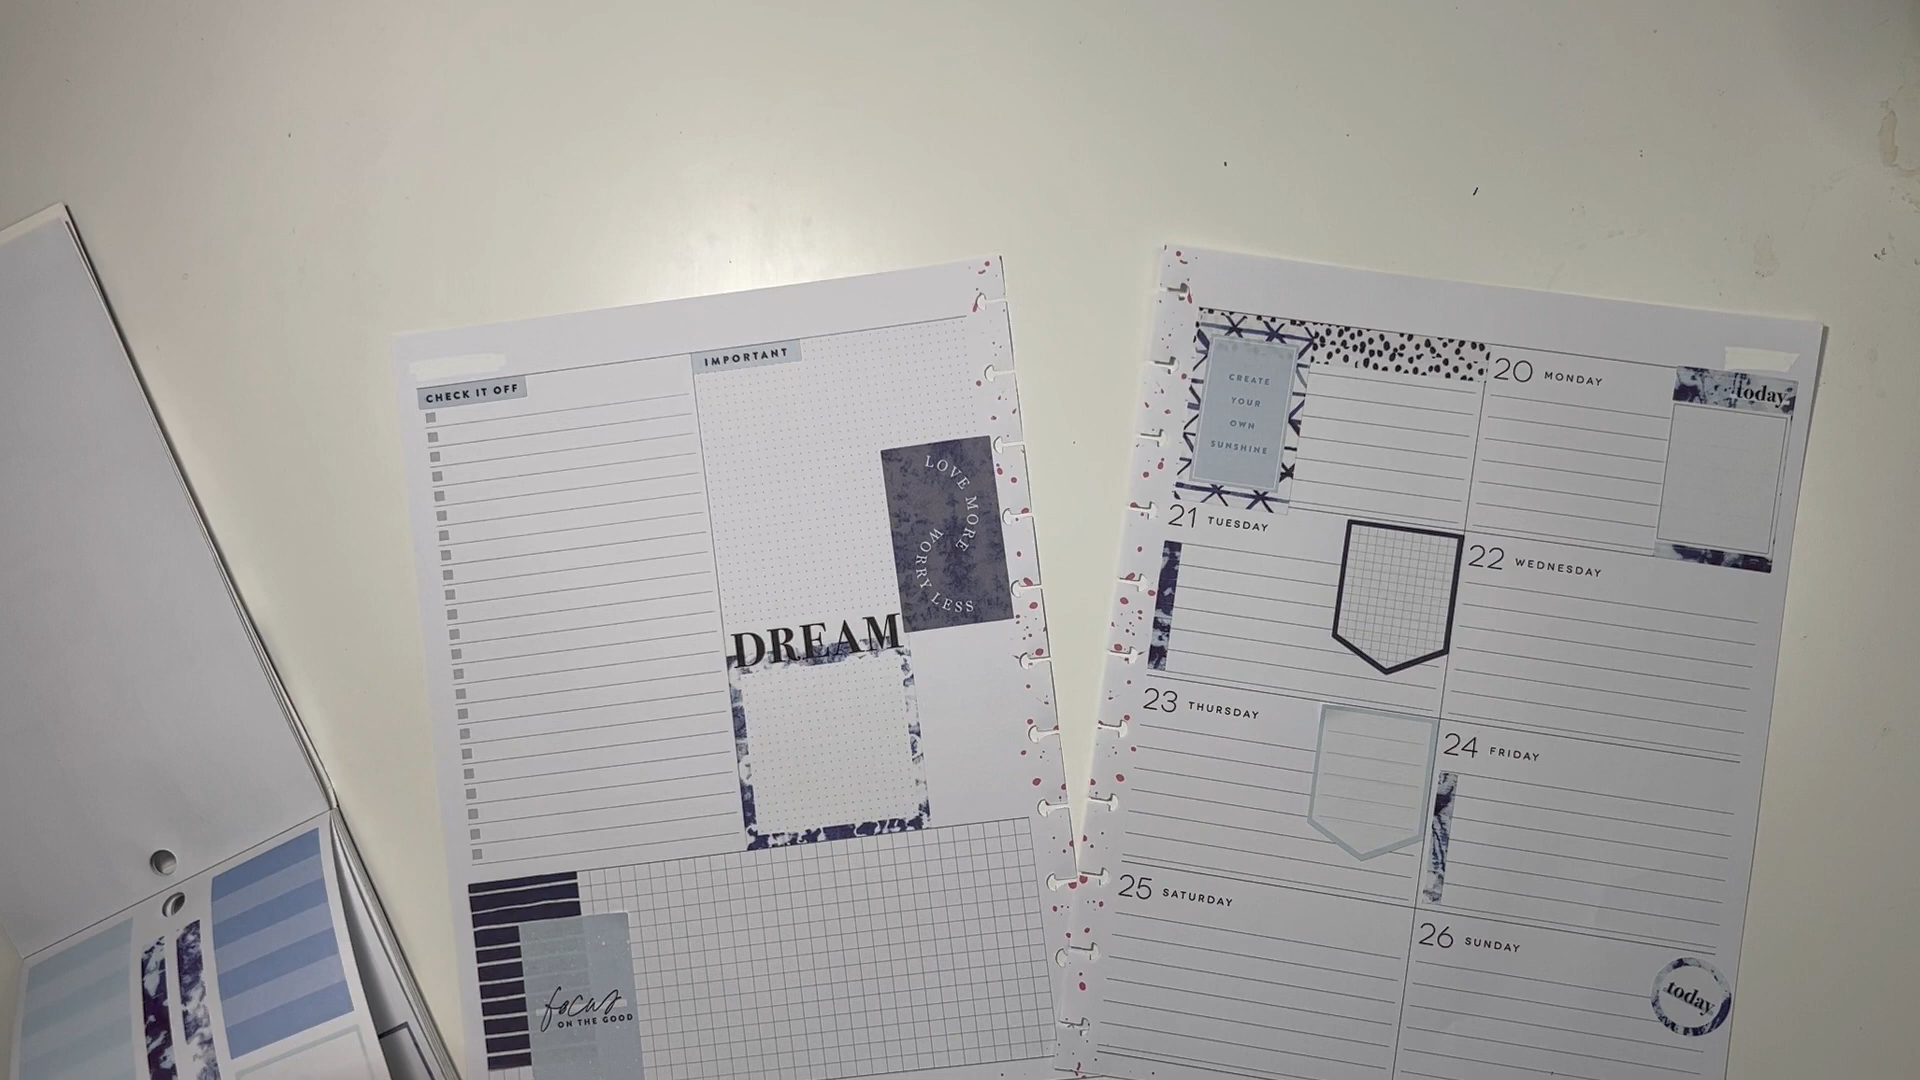 CHECK IT OFF
IMPORTANT
LOVE MORE
WORRY LESS
DREAM
focus
ON THE GOOD
CREATE
YOUR
OWN
SUNSHINE
20 MONDAY
today
21 TUESDAY
22 WEDNESDAY
23 THURSDAY
24 FRIDAY
25 SATURDAY
26 SUNDAY
today